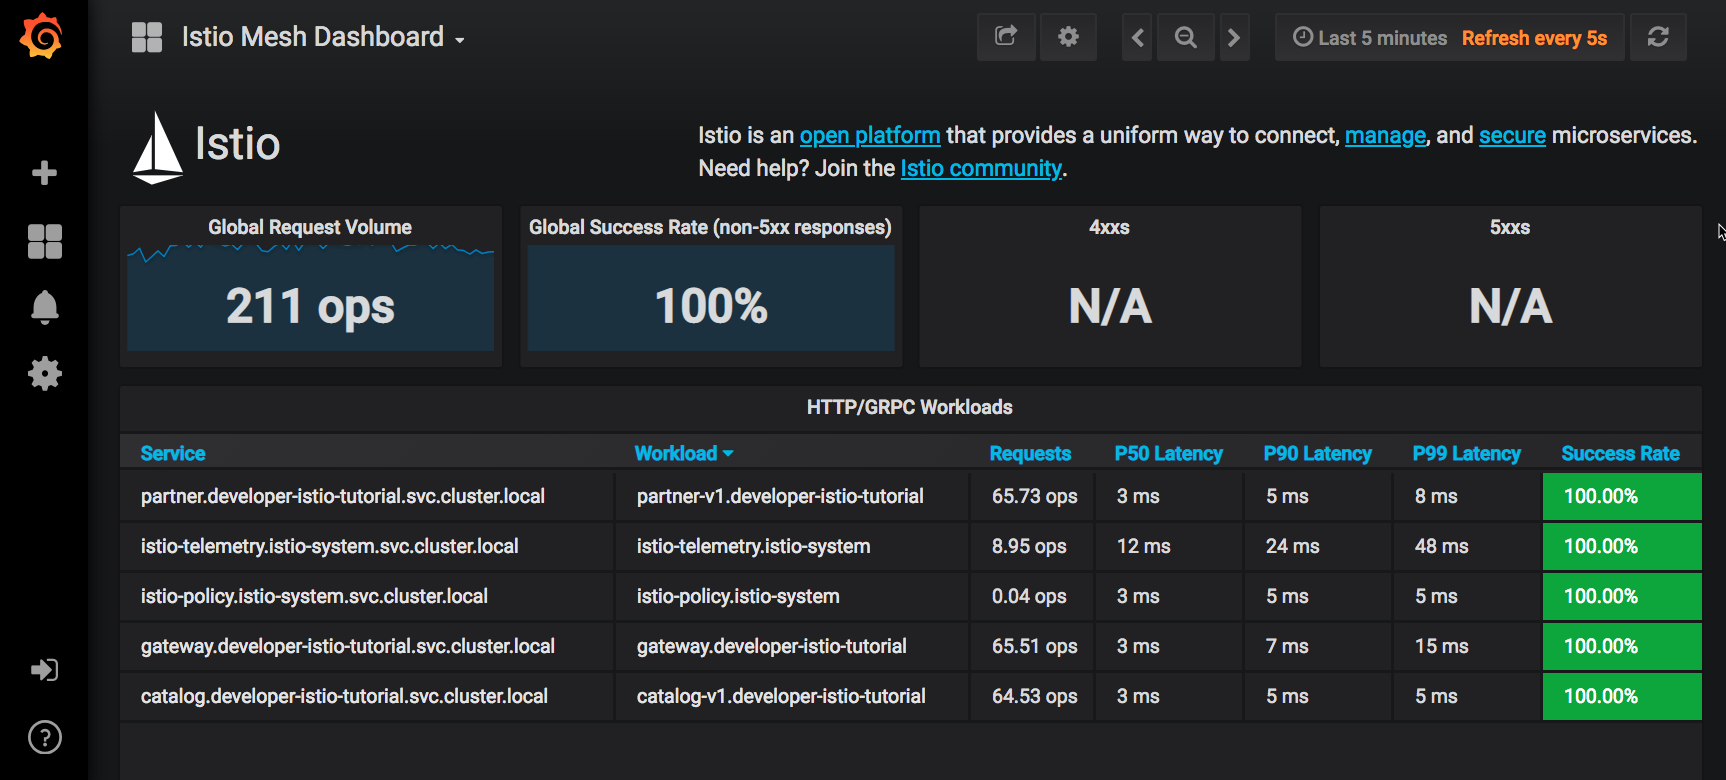 Istio Mesh Dashboard
Last 5 minutes Refresh every 5s
Istio
Istio is an open platform that provides a uniform way to connect, manage, and secure microservices.
Need help? Join the Istio community.
Global Request Volume
211 ops
Global Success Rate (non-5xx responses)
100%
4xxs
N/A
5xxs
N/A
HTTP/GRPC Workloads
Service Workload Requests P50 Latency P90 Latency P99 Latency Success Rate
partner.developer-istio-tutorial.svc.cluster.local partner-v1.developer-istio-tutorial 65.73 ops 3 ms 5 ms 8 ms 100.00%
istio-telemetry.istio-system.svc.cluster.local istio-telemetry.istio-system 8.95 ops 12 ms 24 ms 48 ms 100.00%
istio-policy.istio-system.svc.cluster.local istio-policy.istio-system 0.04 ops 3 ms 5 ms 5 ms 100.00%
gateway.developer-istio-tutorial.svc.cluster.local gateway.developer-istio-tutorial 65.51 ops 3 ms 7 ms 15 ms 100.00%
catalog.developer-istio-tutorial.svc.cluster.local catalog-v1.developer-istio-tutorial 64.53 ops 3 ms 5 ms 5 ms 100.00%